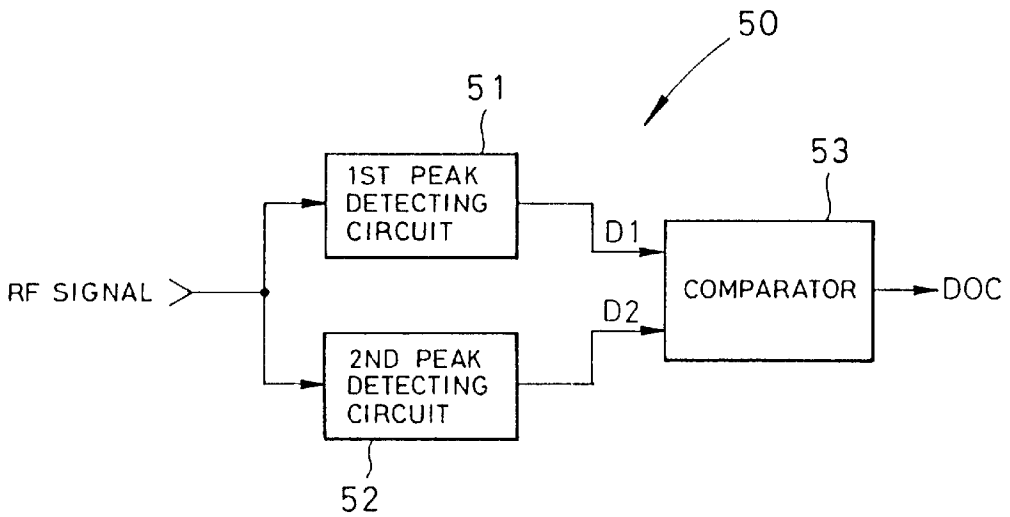 50
51
1ST PEAK
DETECTING
CIRCUIT
53
D1
RF SIGNAL
COMPARATOR
DOC
D2
2ND PEAK
DETECTING
CIRCUIT
52